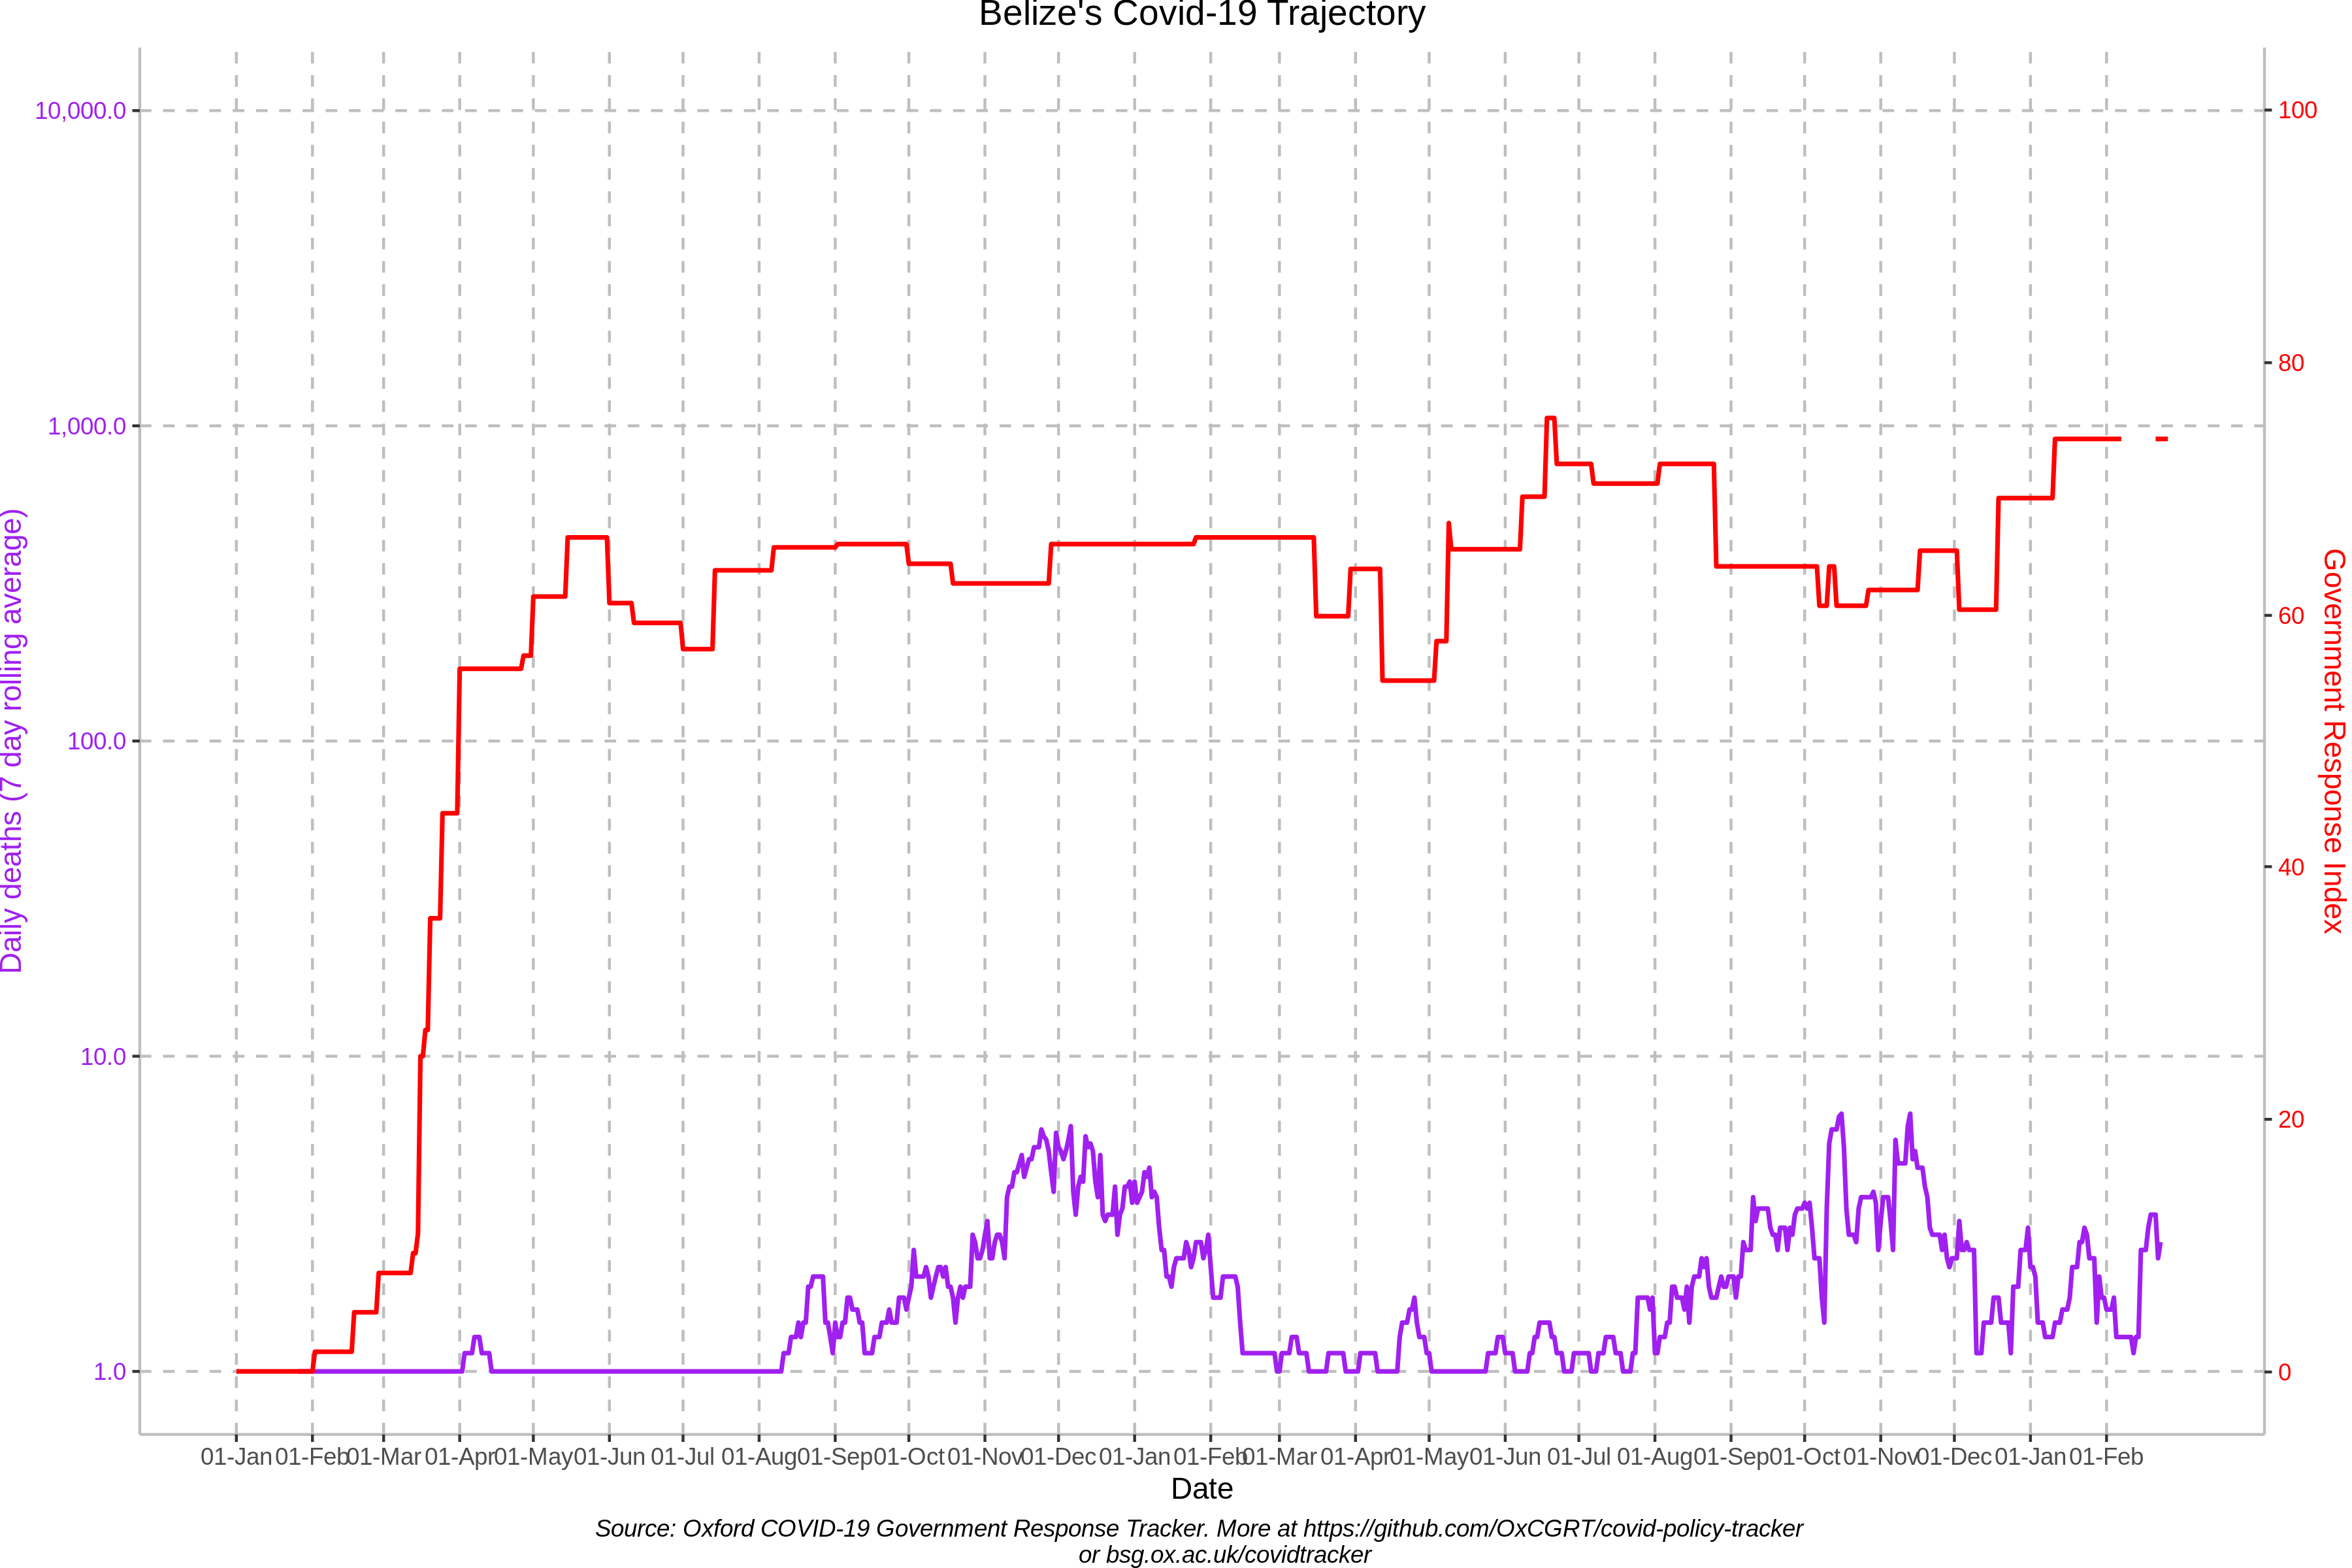 Belize's Covid-19 Trajectory
10,000.0
1,000.0
100.0
10.0
1.0
Daily deaths (7 day rolling average)
100
80
60
40
20
0
Government Response Index
01-Jan 01-Feb 01-Mar 01-Apr 01-May 01-Jun 01-Jul 01-Aug 01-Sep 01-Oct 01-Nov 01-Dec 01-Jan 01-Feb 01-Mar 01-Apr 01-May 01-Jun 01-Jul 01-Aug 01-Sep 01-Oct 01-Nov 01-Dec 01-Jan 01-Feb
Date
Source: Oxford COVID-19 Government Response Tracker. More at https://github.com/OxCGRT/covid-policy-tracker
or bsg.ox.ac.uk/covidtracker